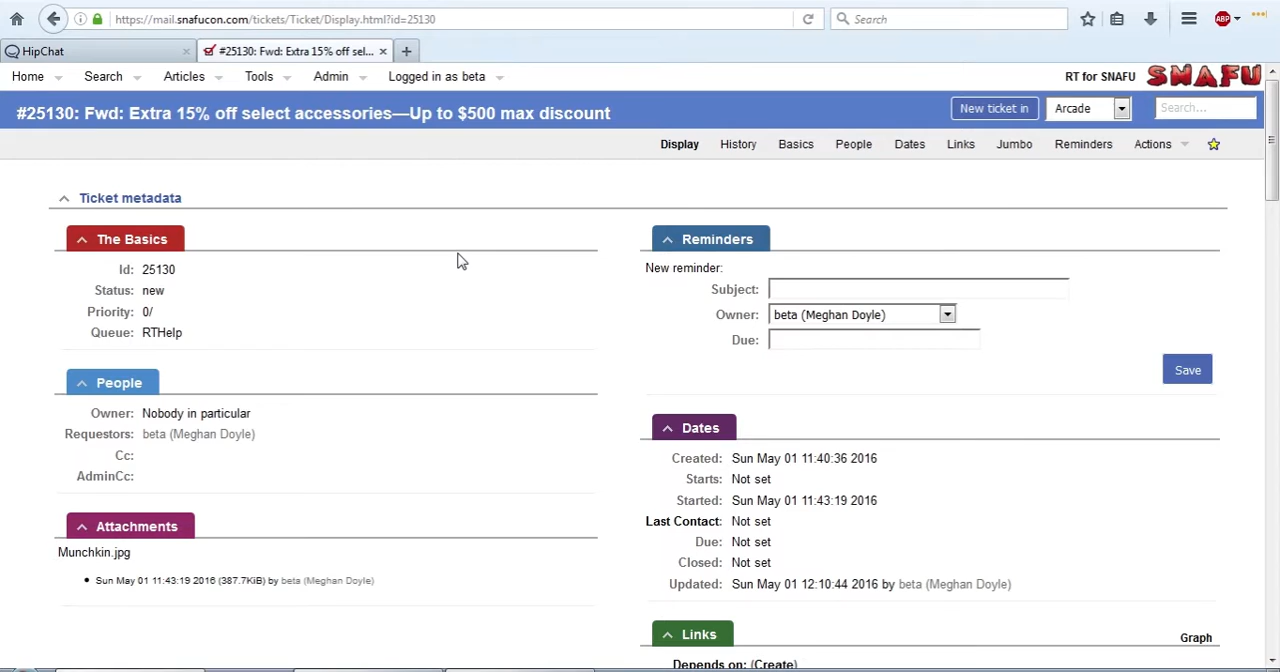 https://mail.snafucon.com/tickets/Ticket/Display.html?id=25130
Search
ABP
HipChat
#25130: Fwd: Extra 15% off sel...
Home
Search
Articles
Tools
Admin
Logged in as beta
RT for SNAFU
SNAFU
#25130: Fwd: Extra 15% off select accessories—Up to $500 max discount
New ticket in
Arcade
Search...
Display
History
Basics
People
Dates
Links
Jumbo
Reminders
Actions
Ticket metadata
The Basics
Id: 25130
Status: new
Priority: 0/
Queue: RTHelp
People
Owner: Nobody in particular
Requestors: beta (Meghan Doyle)
Cc:
AdminCc:
Attachments
Munchkin.jpg
Sun May 01 11:43:19 2016 (387.7KiB) by beta (Meghan Doyle)
Reminders
New reminder:
Subject:
Owner: beta (Meghan Doyle)
Due:
Save
Dates
Created: Sun May 01 11:40:36 2016
Starts: Not set
Started: Sun May 01 11:43:19 2016
Last Contact: Not set
Due: Not set
Closed: Not set
Updated: Sun May 01 12:10:44 2016 by beta (Meghan Doyle)
Links
Graph
Depends on: (Create)